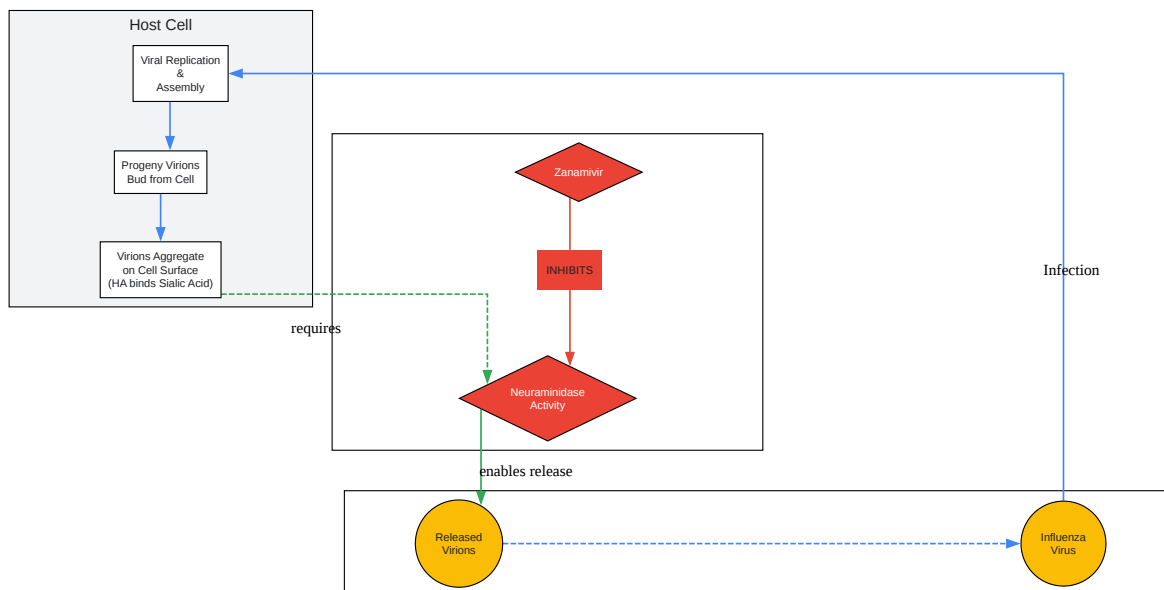 Host Cell
Viral Replication
&
Assembly
Progeny Virions
Bud from Cell
Virions Aggregate
on Cell Surface
(HA binds Sialic Acid)
Zanamivir
INHIBITS
Infection
requires
Neuraminidase
Activity
enables release
Released
Virions
Influenza
Virus